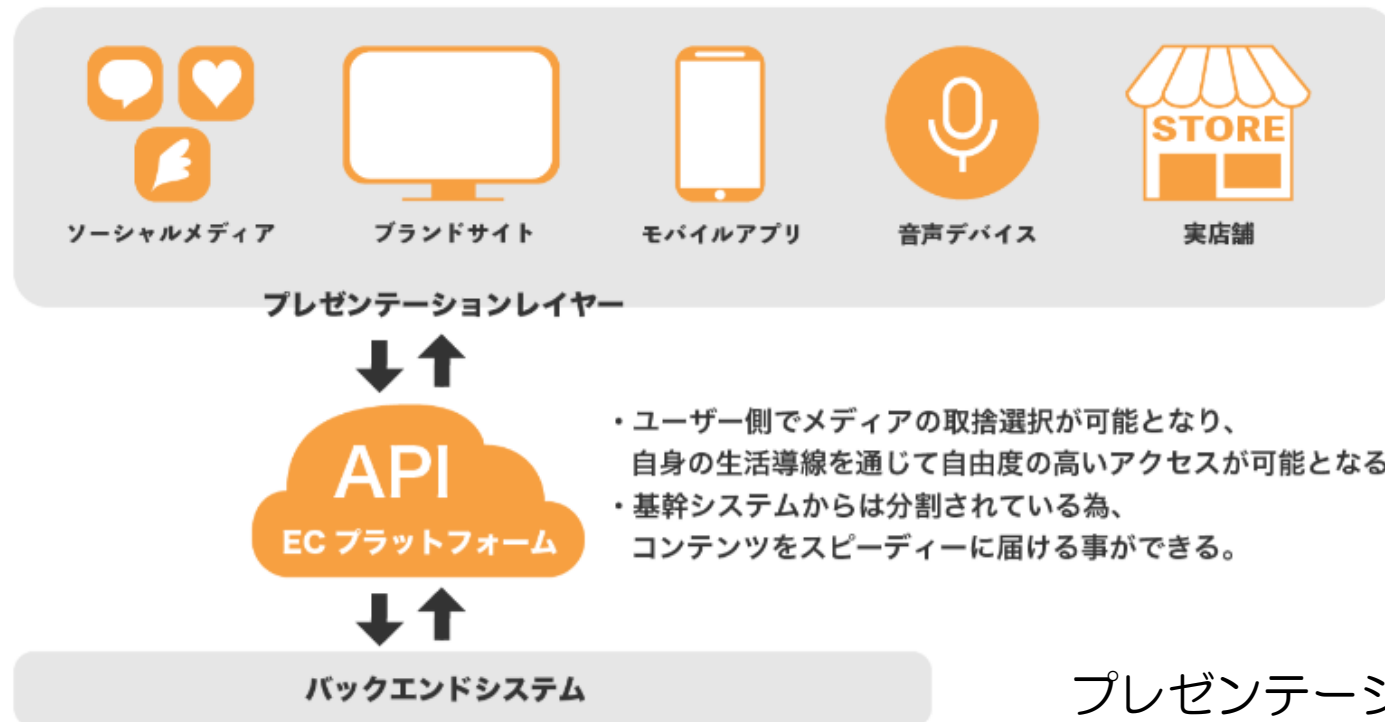 STORE
ソーシャルメディア
ブランドサイト
モバイルアプリ
音声デバイス
実店舗
プレゼンテーションレイヤー
API
EC プラットフォーム
・ユーザー側でメディアの取捨選択が可能となり、
自身の生活導線を通じて自由度の高いアクセスが可能となる
・基幹システムからは分割されている為、
コンテンツをスピーディーに届ける事ができる。
バックエンドシステム
プレゼンテーシ